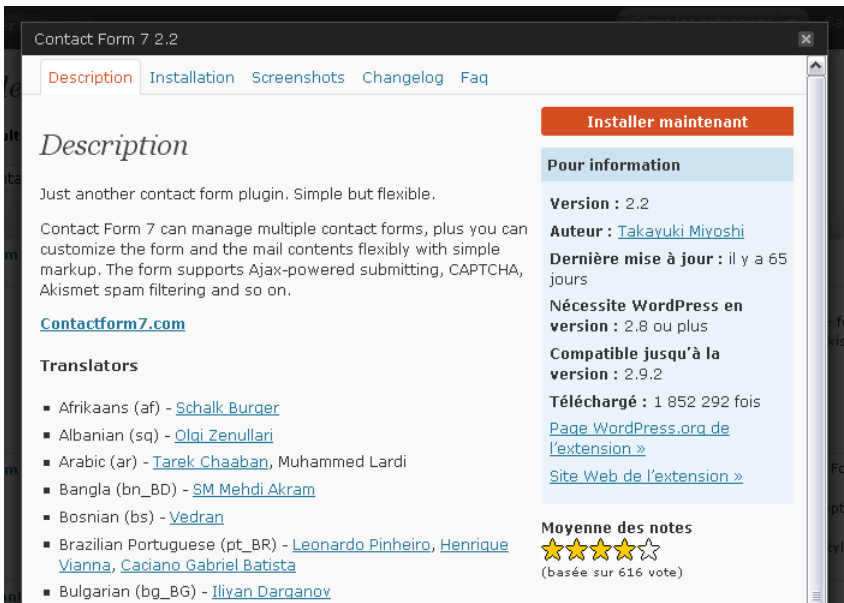 Contact Form 7 2.2
Description Installation Screenshots Changelog Faq
Description
Just another contact form plugin. Simple but flexible.
Contact Form 7 can manage multiple contact forms, plus you can
customize the form and the mail contents flexibly with simple
markup. The form supports Ajax-powered submitting, CAPTCHA,
Akismet spam filtering and so on.
Contactform7.com
Translators
Afrikaans (af) - Schalk Burger
Albanian (sq) - Olgi Zenullari
Arabic (ar) - Tarek Chaaban, Muhammed Lardi
Bangla (bn_BD) - SM Mehdi Akram
Bosnian (bs) - Vedran
Brazilian Portuguese (pt_BR) - Leonardo Pinheiro, Henrique
Vianna, Caciano Gabriel Batista
Bulgarian (bg_BG) - Iliyan Darganov
Installer maintenant
Pour information
Version : 2.2
Auteur : Takayuki Miyoshi
Dernière mise à jour : il y a 65
jours
Nécessite WordPress en
version : 2.8 ou plus
Compatible jusqu'à la
version : 2.9.2
Téléchargé : 1 852 292 fois
Page WordPress.org de
l'extension »
Site Web de l'extension »
Moyenne des notes
(basée sur 616 vote)